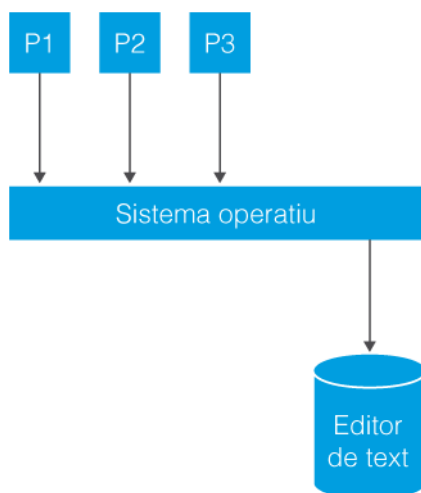 P1
P2
P3
Sistema operatiu
Editor
de text